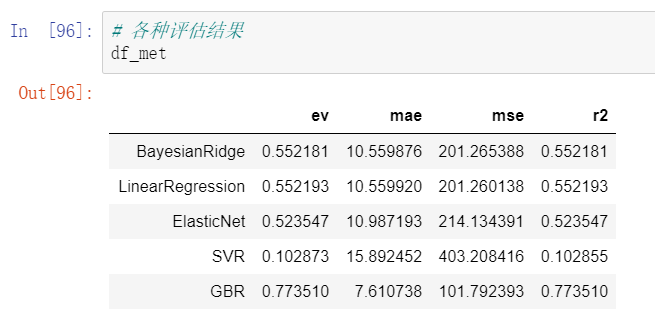 In [96]: # 各种评估结果
df_met
Out[96]:
ev mae mse r2
BayesianRidge 0.552181 10.559876 201.265388 0.552181
LinearRegression 0.552193 10.559920 201.260138 0.552193
ElasticNet 0.523547 10.987193 214.134391 0.523547
SVR 0.102873 15.892452 403.208416 0.102855
GBR 0.773510 7.610738 101.792393 0.773510